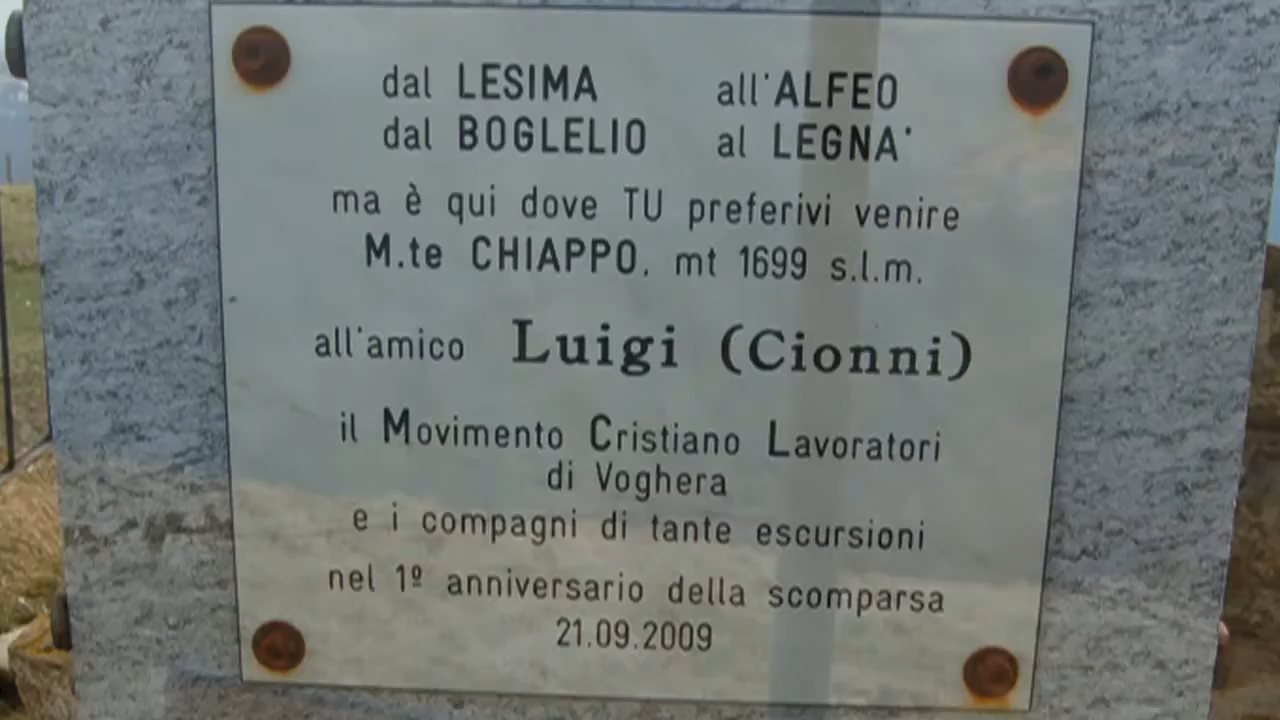 dal LESIMA all'ALFEO
dal BOGLELIO al LEGNA'
ma è qui dove TU preferivi venire
M.te CHIAPPO, mt 1699 s.l.m.
all'amico Luigi (Cionni)
il Movimento Cristiano Lavoratori
di Voghera
e i compagni di tante escursioni
nel 1º anniversario della scomparsa
21.09.2009